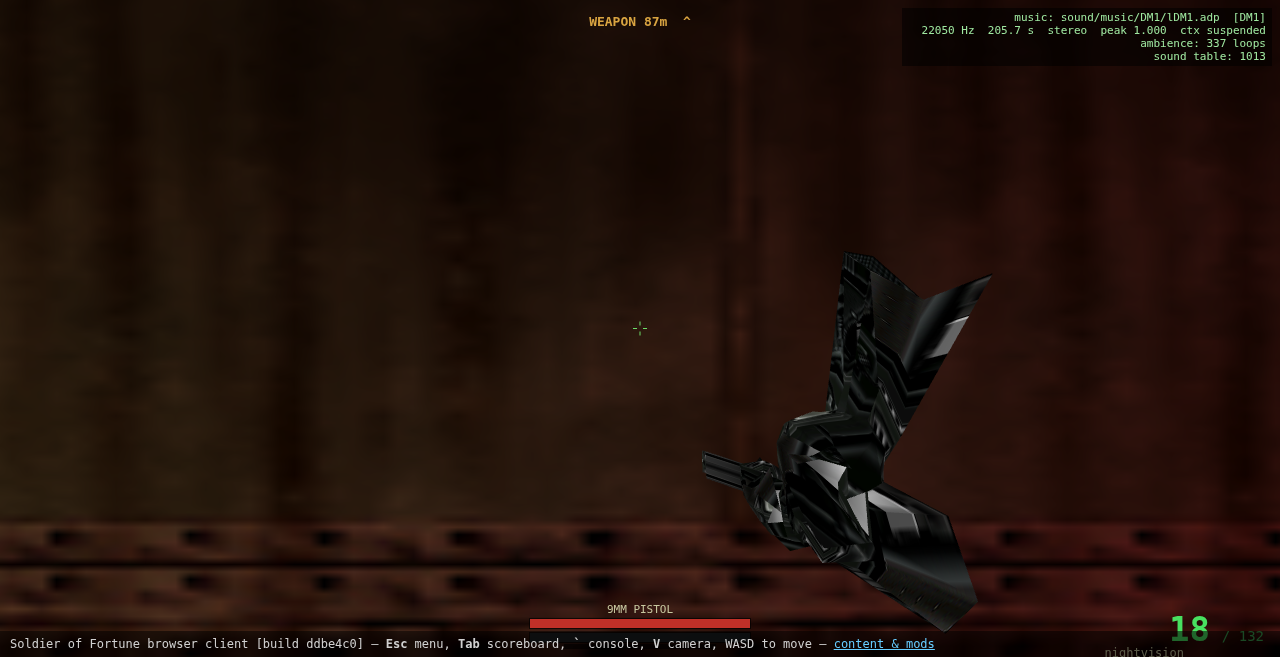 WEAPON 87m ^
music: sound/music/DM1/lDM1.adp [DM1]
22050 Hz 205.7 s stereo peak 1.000 ctx suspended
ambience: 337 loops
sound table: 1013
9MM PISTOL
18 / 132
Soldier of Fortune browser client [build ddbe4c0] — Esc menu, Tab scoreboard, ` console, V camera, WASD to move — content & mods
nightvision